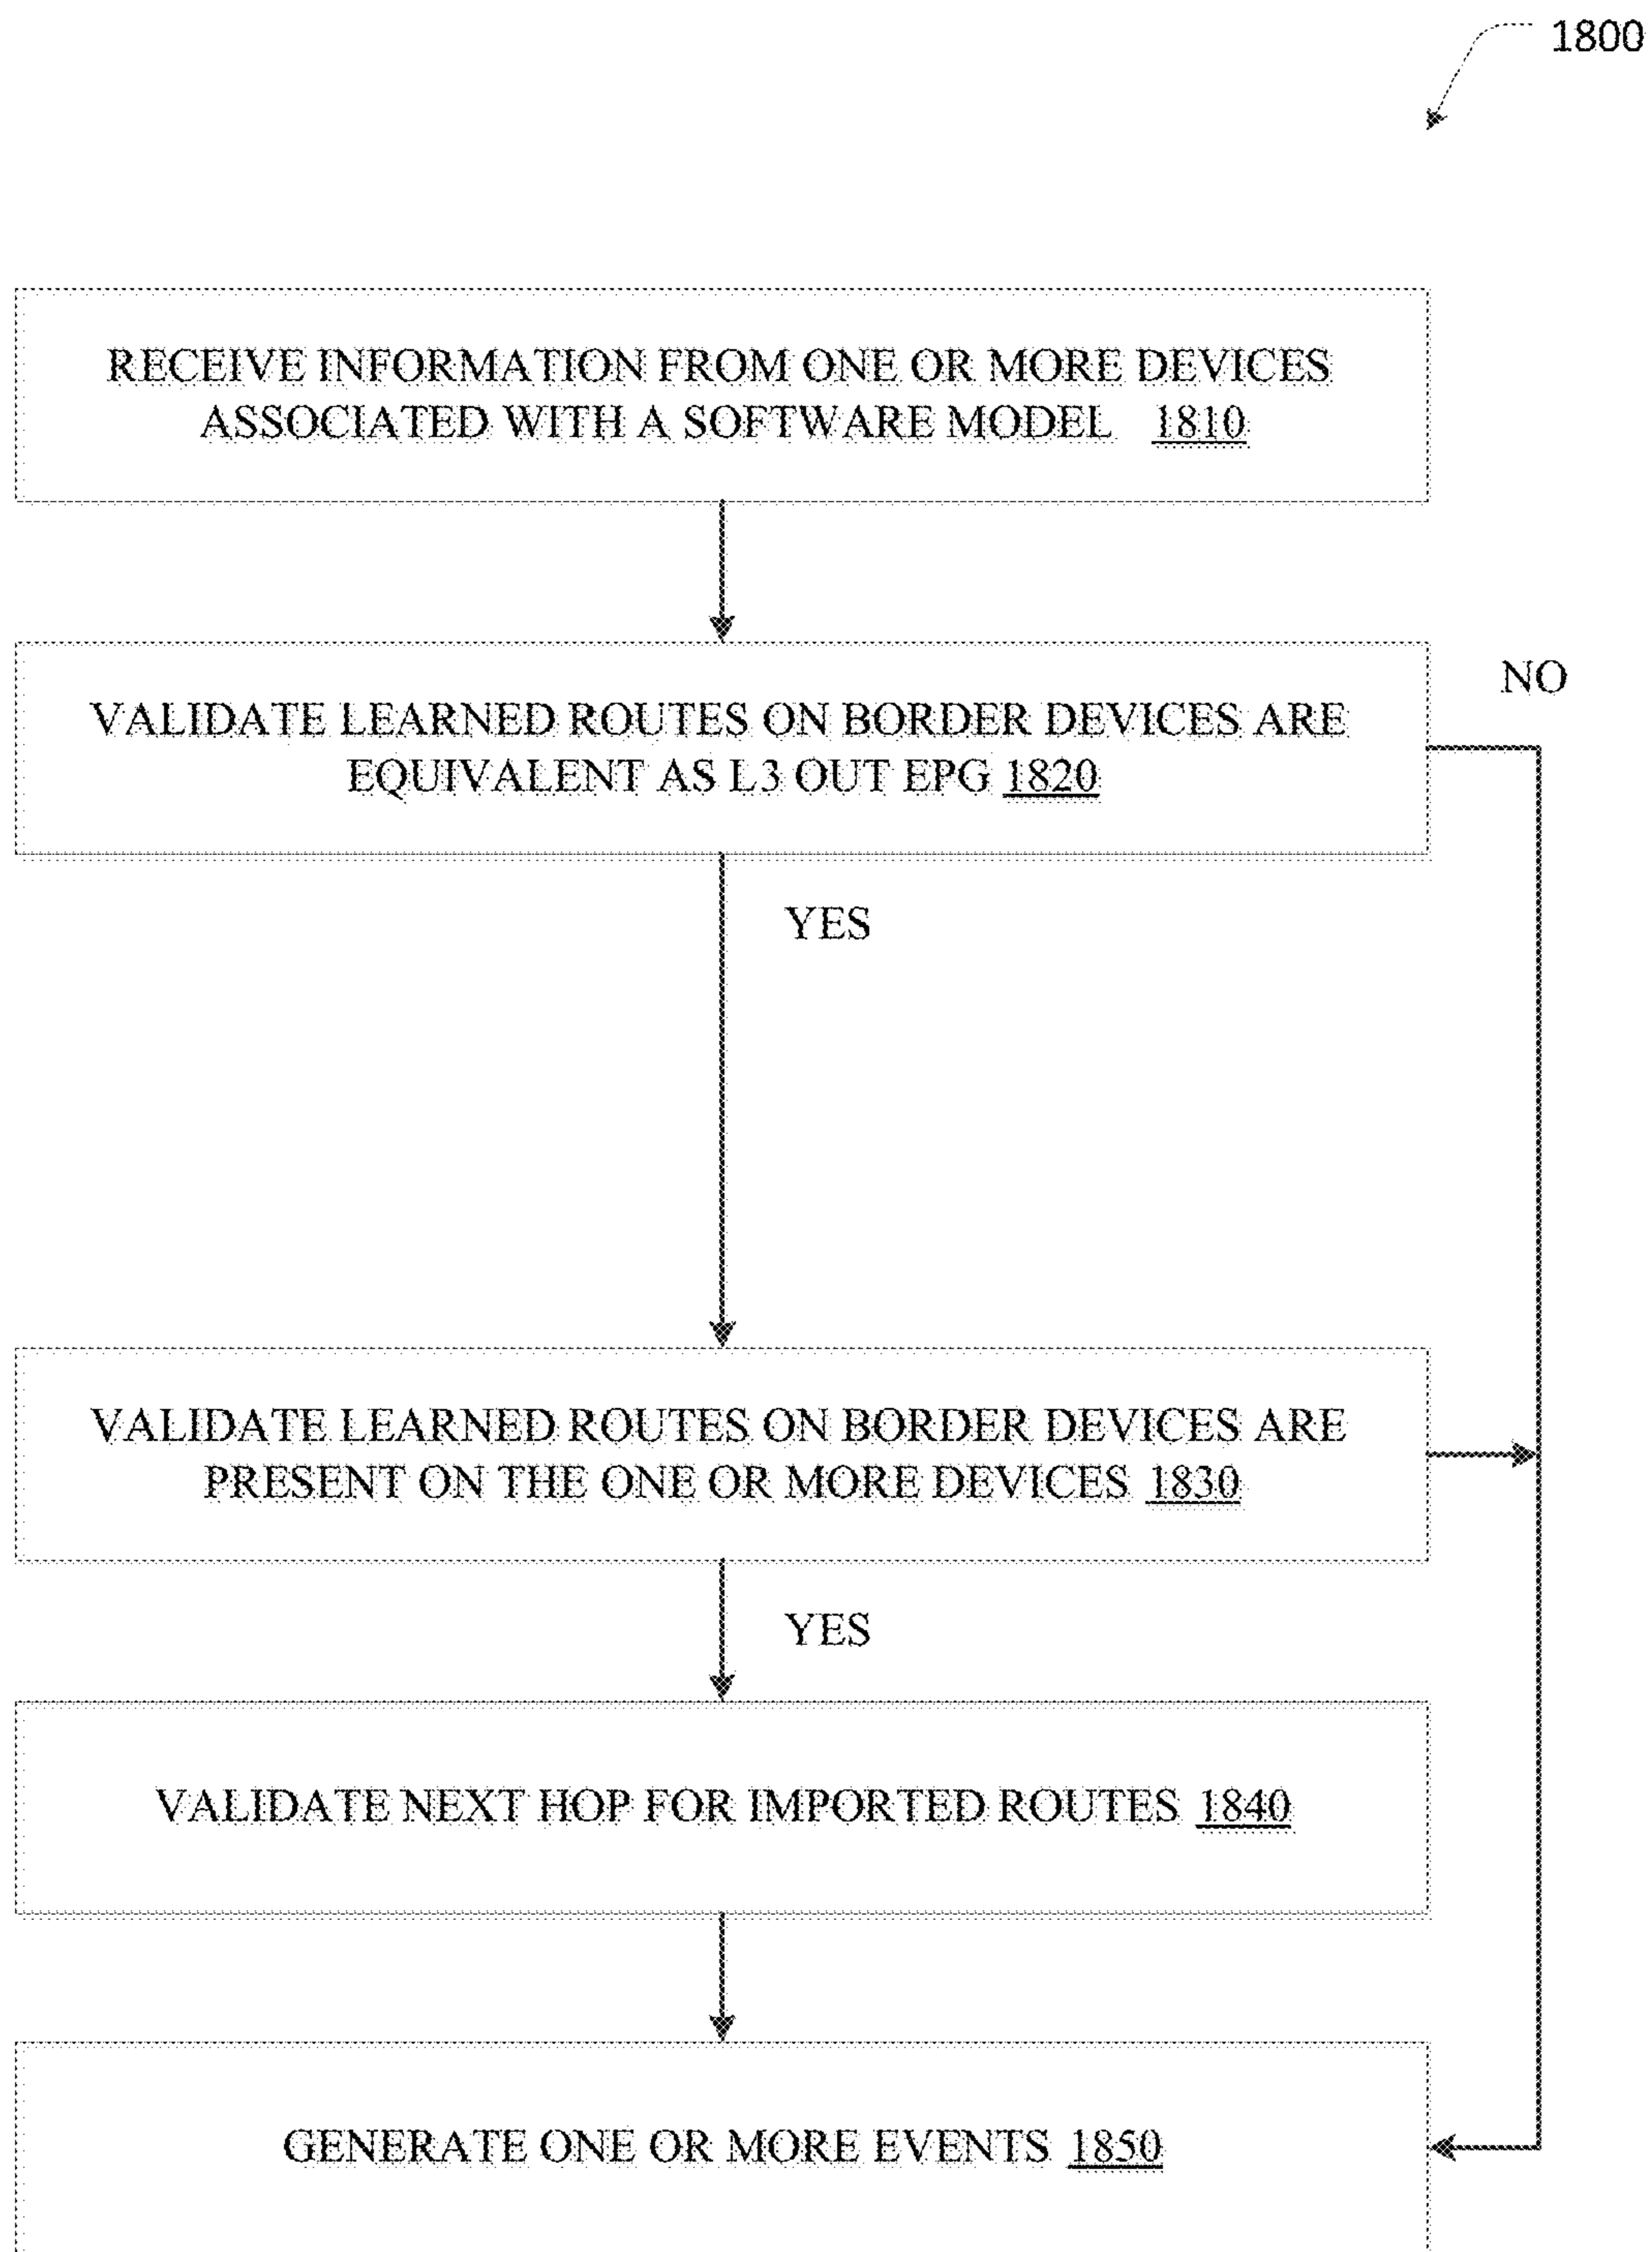 1800
RECEIVE INFORMATION FROM ONE OR MORE DEVICES
ASSOCIATED WITH A SOFTWARE MODEL 1810
NO
VALIDATE LEARNED ROUTES ON BORDER DEVICES ARE
EQUIVALENT AS L3 OUT EPG 1820
YES
VALIDATE LEARNED ROUTES ON BORDER DEVICES ARE
PRESENT ON THE ONE OR MORE DEVICES 1830
YES
VALIDATE NEXT HOP FOR IMPORTED ROUTES 1840
GENERATE ONE OR MORE EVENTS 1850